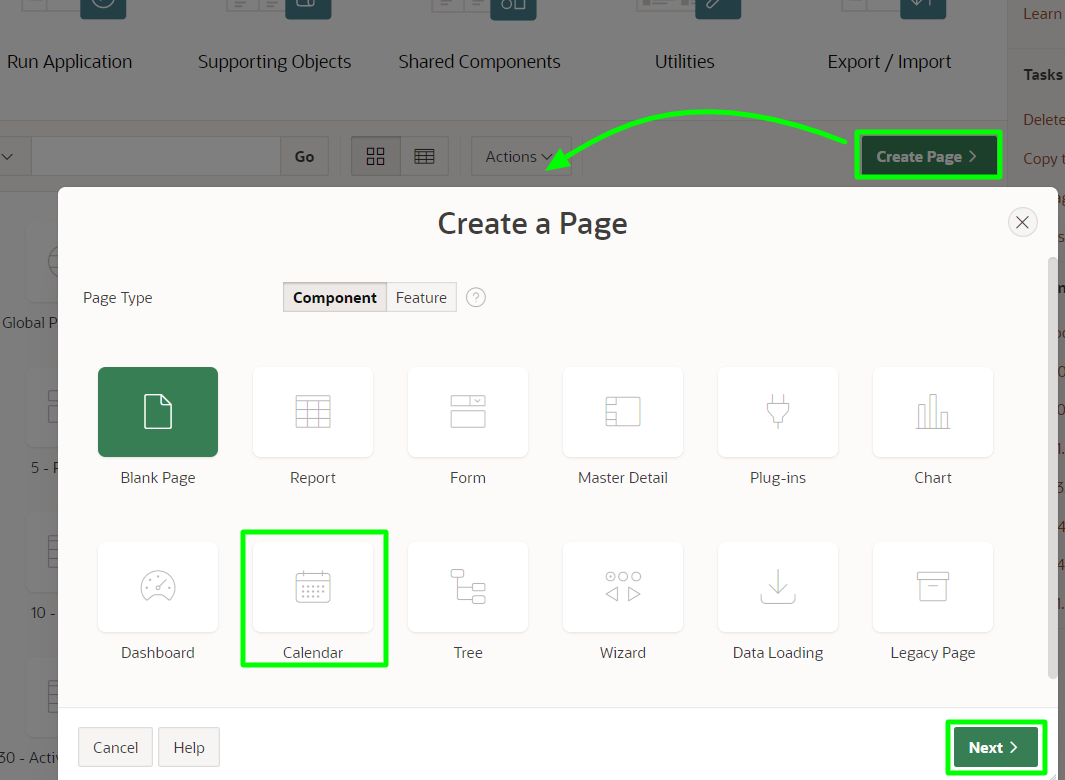 Learn
Run Application
Supporting Objects
Shared Components
Utilities
Export / Import
Tasks
Delete
Go
Actions
Create Page
Copy t
Create a Page
Page Type
Component
Feature
?
Global P
Blank Page
Report
Form
Master Detail
Plug-ins
Chart
5 - F
10 -
Dashboard
Calendar
Tree
Wizard
Data Loading
Legacy Page
30 - Activ
Cancel
Help
Next